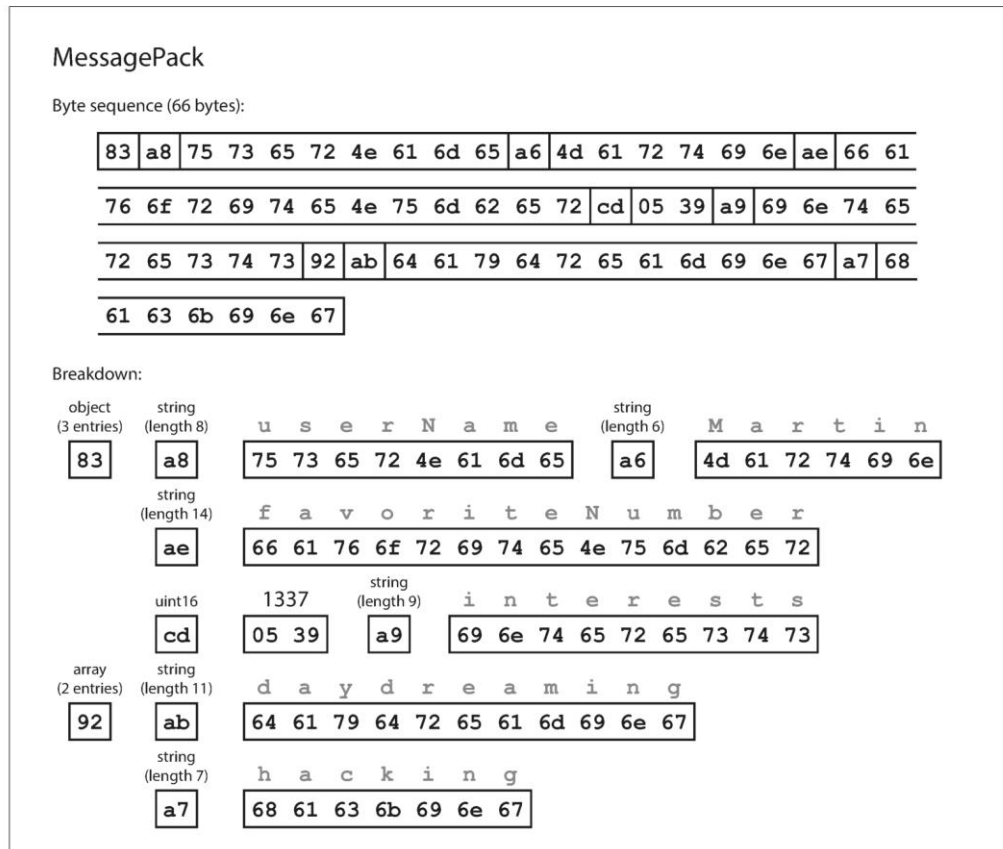 MessagePack
Byte sequence (66 bytes):
83 a8 75 73 65 72 4e 61 6d 65 a6 4d 61 72 74 69 6e ae 66 61
76 6f 72 69 74 65 4e 75 6d 62 65 72 cd 05 39 a9 69 6e 74 65
72 65 73 74 73 92 ab 64 61 79 64 72 65 61 6d 69 6e 67 a7 68
61 63 6b 69 6e 67
Breakdown:
object (3 entries) string (length 8) u s e r N a m e string (length 6) M a r t i n
83 a8 75 73 65 72 4e 61 6d 65 a6 4d 61 72 74 69 6e
string (length 14) f a v o r i t e N u m b e r
ae 66 61 76 6f 72 69 74 65 4e 75 6d 62 65 72
uint16 1337 string (length 9) i n t e r e s t s
cd 05 39 a9 69 6e 74 65 72 65 73 74 73
array (2 entries) string (length 11) d a y d r e a m i n g
92 ab 64 61 79 64 72 65 61 6d 69 6e 67
string (length 7) h a c k i n g
a7 68 61 63 6b 69 6e 67